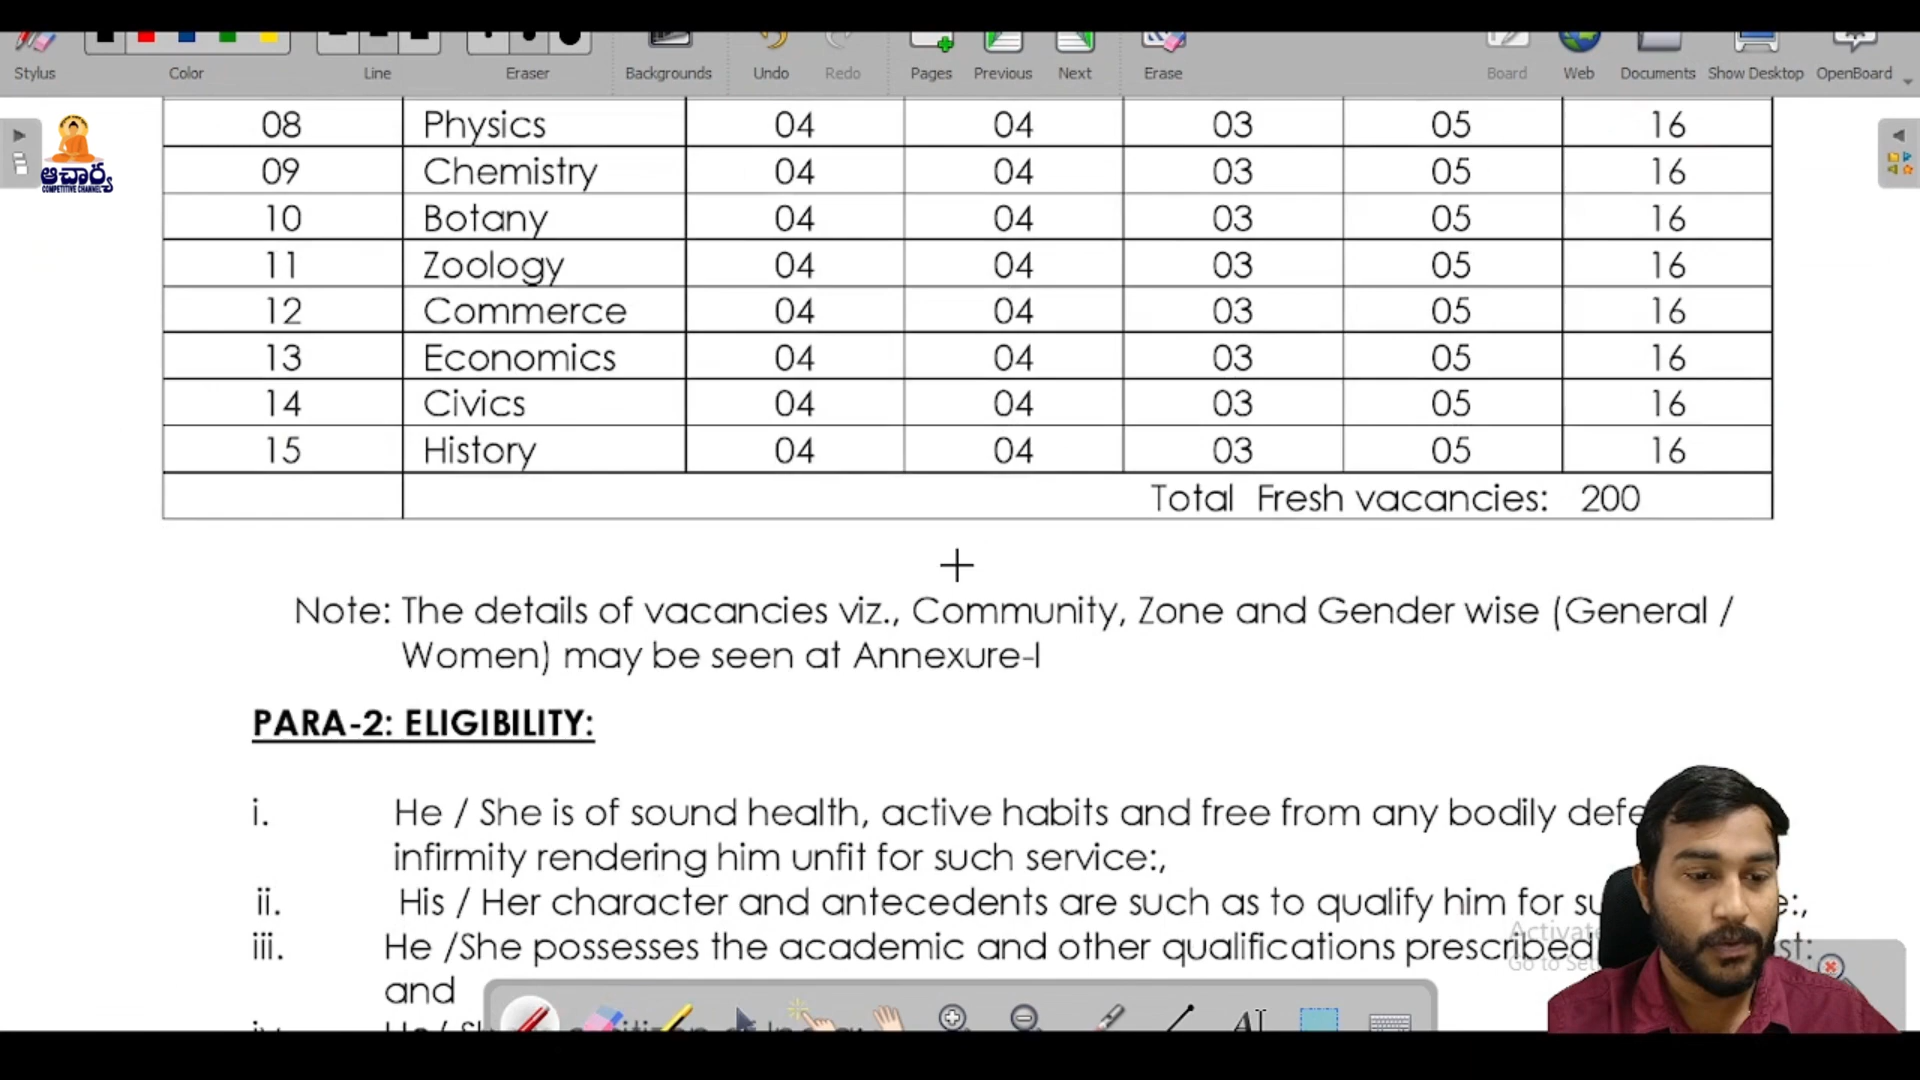 Stylus Color Line Eraser Backgrounds Undo Redo Pages Previous Next Erase Board Web Documents Show Desktop OpenBoard
ఆచార్య
COMPETITIVE CHANNEL
08 Physics 04 04 03 05 16
09 Chemistry 04 04 03 05 16
10 Botany 04 04 03 05 16
11 Zoology 04 04 03 05 16
12 Commerce 04 04 03 05 16
13 Economics 04 04 03 05 16
14 Civics 04 04 03 05 16
15 History 04 04 03 05 16
Total Fresh vacancies: 200
Note: The details of vacancies viz., Community, Zone and Gender wise (General /
Women) may be seen at Annexure-I
PARA-2: ELIGIBILITY:
i. He / She is of sound health, active habits and free from any bodily
infirmity rendering him unfit for such service:,
ii. His / Her character and antecedents are such as to qualify him for
iii. He /She possesses the academic and other qualifications prescribed
and